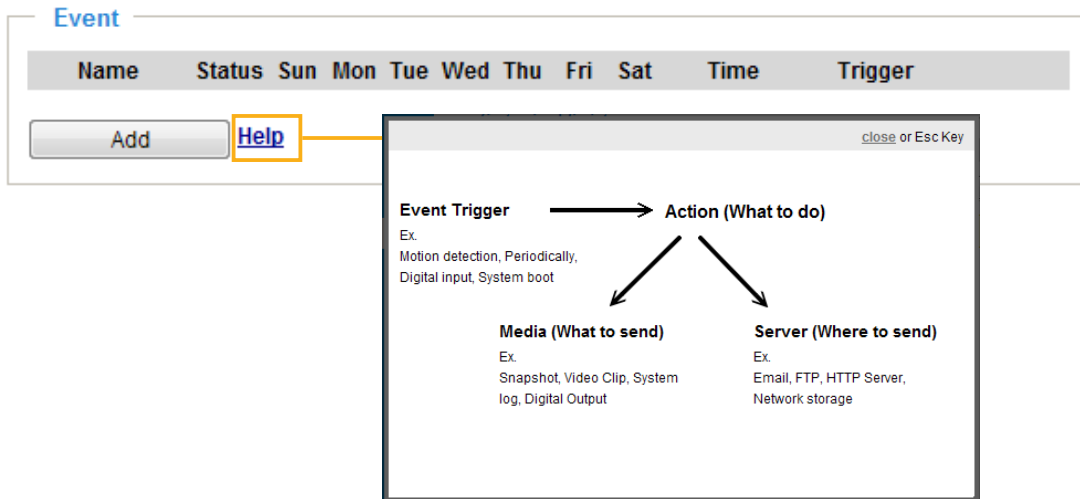 Event
Name Status Sun Mon Tue Wed Thu Fri Sat Time Trigger
Add Help
close or Esc Key
Event Trigger Action (What to do)
Ex.
Motion detection, Periodically,
Digital input, System boot
Media (What to send)
Ex.
Snapshot, Video Clip, System
log, Digital Output
Server (Where to send)
Ex.
Email, FTP, HTTP Server,
Network storage